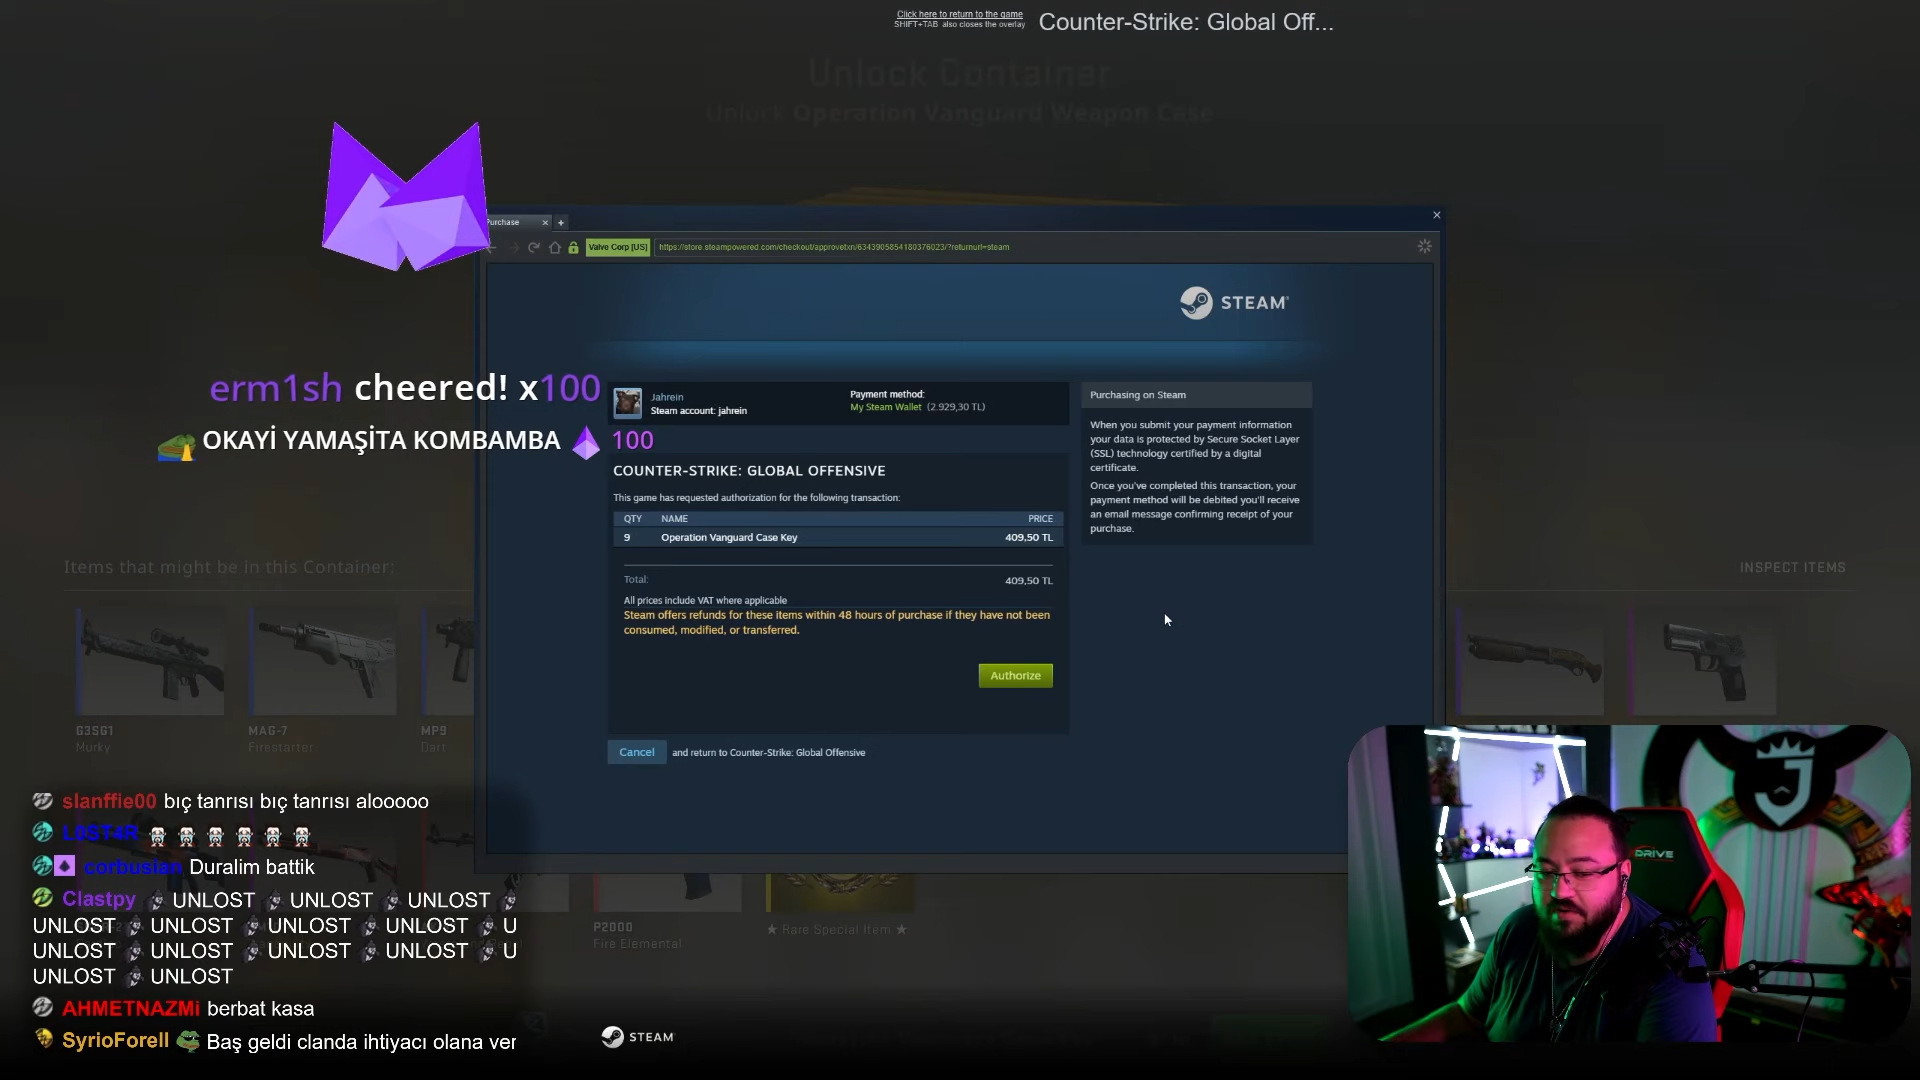 Click here to return to the game
SHIFT+TAB also closes the overlay
Counter-Strike: Global Off...
Unlock Container
Unlock Operation Vanguard Weapon Case
Purchase
Valve Corp [US]
https://store.steampowered.com/checkout/approvetxn/6343905854180376023/?returnurl=steam
STEAM
erm1sh cheered! x100
OKAYİ YAMAŞİTA KOMBAMBA 100
Jahrein
Steam account: jahrein
Payment method:
My Steam Wallet (2.929,30 TL)
COUNTER-STRIKE: GLOBAL OFFENSIVE
This game has requested authorization for the following transaction:
QTY NAME PRICE
9 Operation Vanguard Case Key 409,50 TL
Total: 409,50 TL
All prices include VAT where applicable
Steam offers refunds for these items within 48 hours of purchase if they have not been
consumed, modified, or transferred.
Authorize
Cancel and return to Counter-Strike: Global Offensive
Purchasing on Steam
When you submit your payment information
your data is protected by Secure Socket Layer
(SSL) technology certified by a digital
certificate.
Once you've completed this transaction, your
payment method will be debited you'll receive
an email message confirming receipt of your
purchase.
Items that might be in this Container:
INSPECT ITEMS
G3SG1
Murky
MAG-7
Firestarter
MP9
Dart
P2000
Fire Elemental
★ Rare Special Item ★
slanffie00 bıç tanrısı bıç tanrısı alooooo
L0ST4R
corbusian Duralim battik
Clastpy UNLOST UNLOST UNLOST
UNLOST UNLOST UNLOST UNLOST U
UNLOST UNLOST UNLOST UNLOST U
UNLOST UNLOST
AHMETNAZMi berbat kasa
SyrioForell Baş geldi clanda ihtiyacı olana ver
STEAM
DRIVE